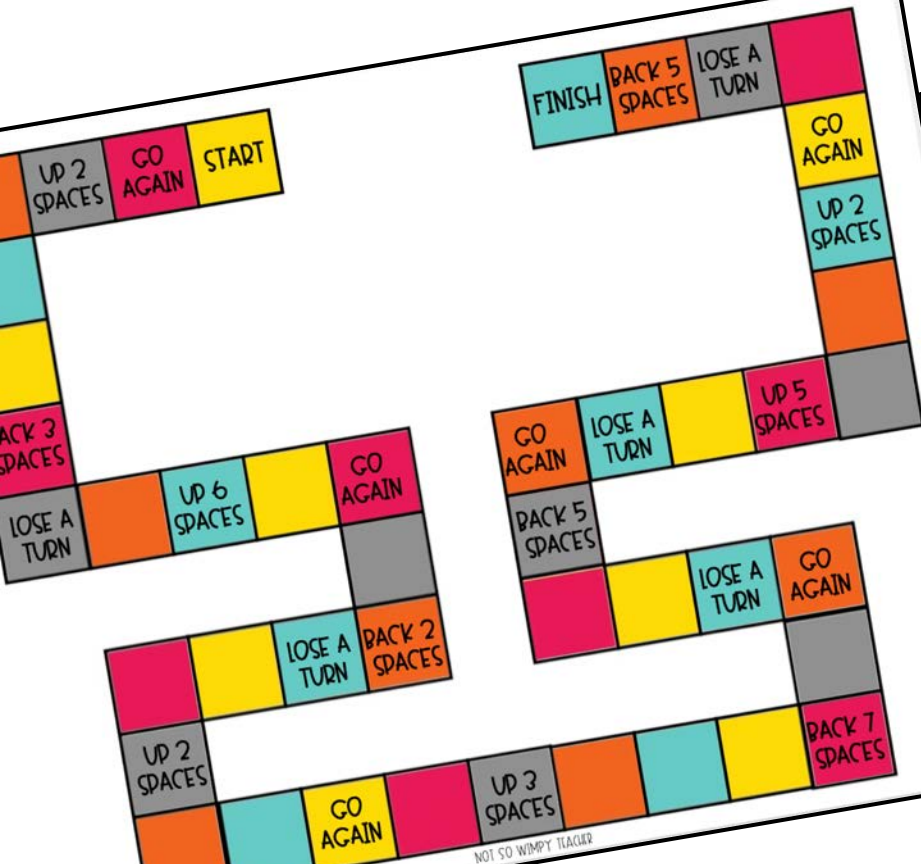 START
GO
AGAIN
UP 2
SPACES
ACK 3
SPACES
LOSE A
TURN
UP 6
SPACES
GO
AGAIN
BACK 2
SPACES
LOSE A
TURN
UP 2
SPACES
GO
AGAIN
UP 3
SPACES
BACK 7
SPACES
GO
AGAIN
LOSE A
TURN
BACK 5
SPACES
GO
AGAIN
LOSE A
TURN
UP 5
SPACES
UP 2
SPACES
GO
AGAIN
LOSE A
TURN
BACK 5
SPACES
FINISH
NOT SO WIMPY TEACHER